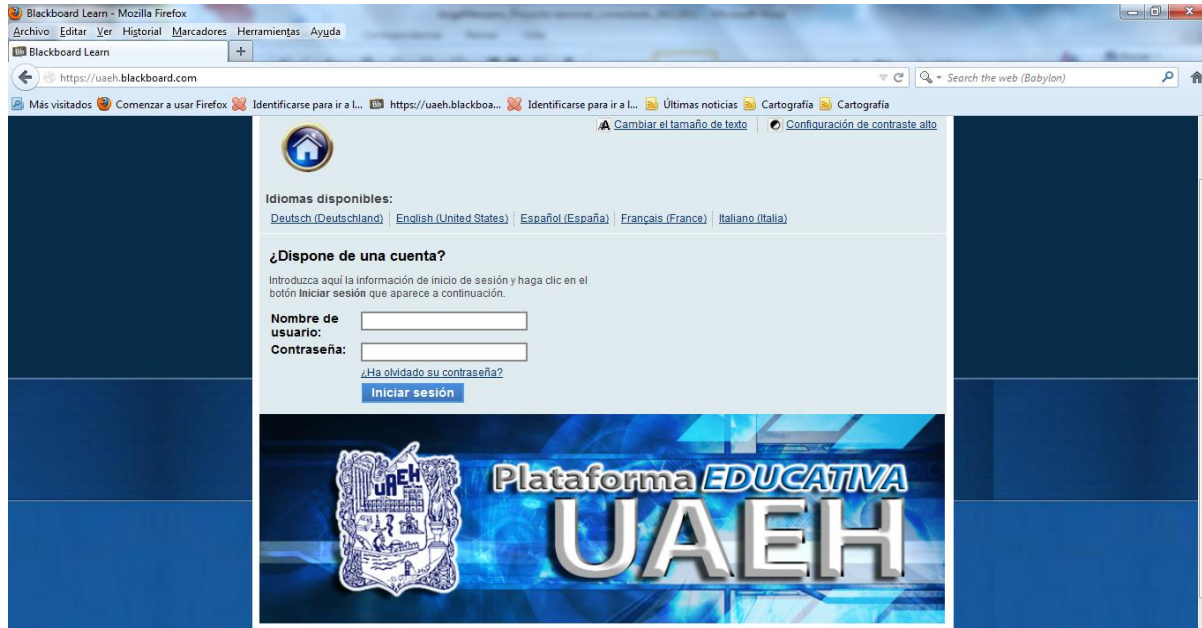 Blackboard Learn - Mozilla Firefox
Archivo Editar Ver Historial Marcadores Herramientas Ayuda
Blackboard Learn
https://uaeh.blackboard.com
Search the web (Babylon)
Más visitados Comenzar a usar Firefox Identificarse para ir a l... https://uaeh.blackboa... Identificarse para ir a l... Últimas noticias Cartografía Cartografía
Cambiar el tamaño de texto Configuración de contraste alto
Idiomas disponibles:
Deutsch (Deutschland) English (United States) Español (España) Français (France) Italiano (Italia)
¿Dispone de una cuenta?
Introduzca aquí la información de inicio de sesión y haga clic en el
botón Iniciar sesión que aparece a continuación.
Nombre de
usuario:
Contraseña:
¿Ha olvidado su contraseña?
Iniciar sesión
UAEH
Plataforma EDUCATIVA
UAEH